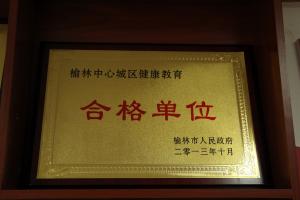 榆林中心城区健康教育
合格单位
榆林市人民政府
二零一三年十月